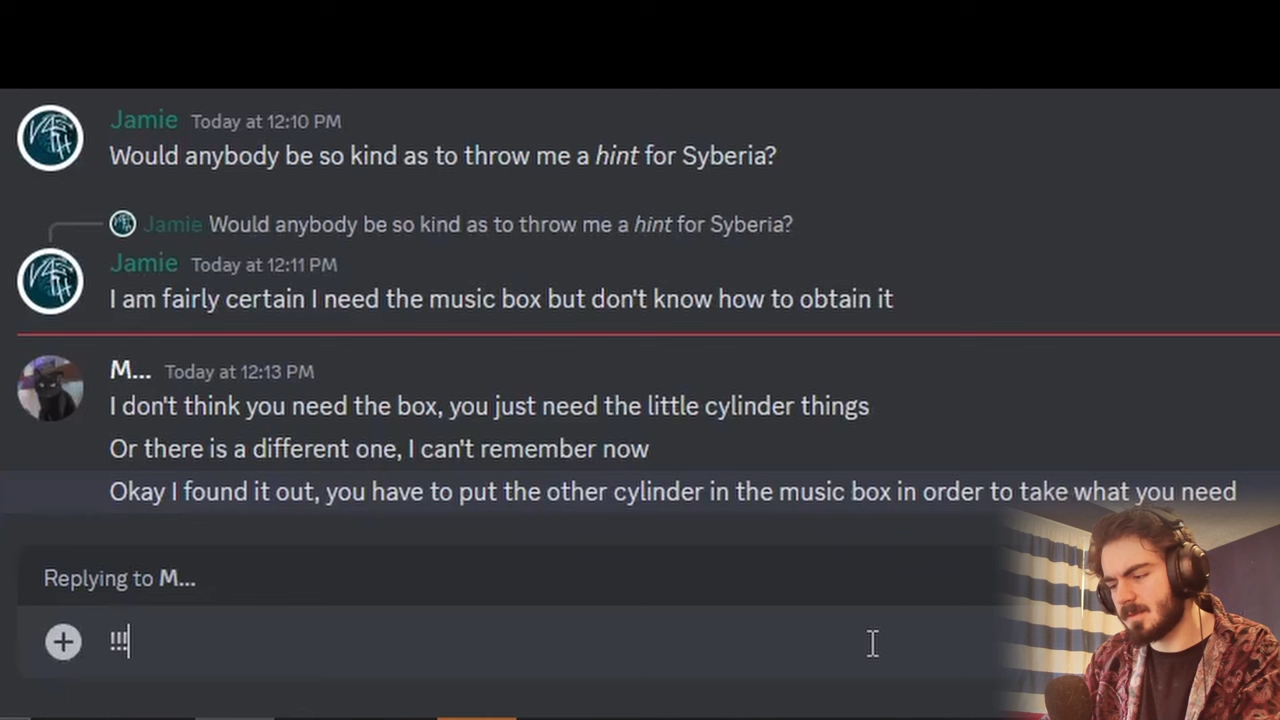 Jamie Today at 12:10 PM
Would anybody be so kind as to throw me a hint for Syberia?
Jamie Would anybody be so kind as to throw me a hint for Syberia?
Jamie Today at 12:11 PM
I am fairly certain I need the music box but don't know how to obtain it
M... Today at 12:13 PM
I don't think you need the box, you just need the little cylinder things
Or there is a different one, I can't remember now
Okay I found it out, you have to put the other cylinder in the music box in order to take what you need
Replying to M...
!!!